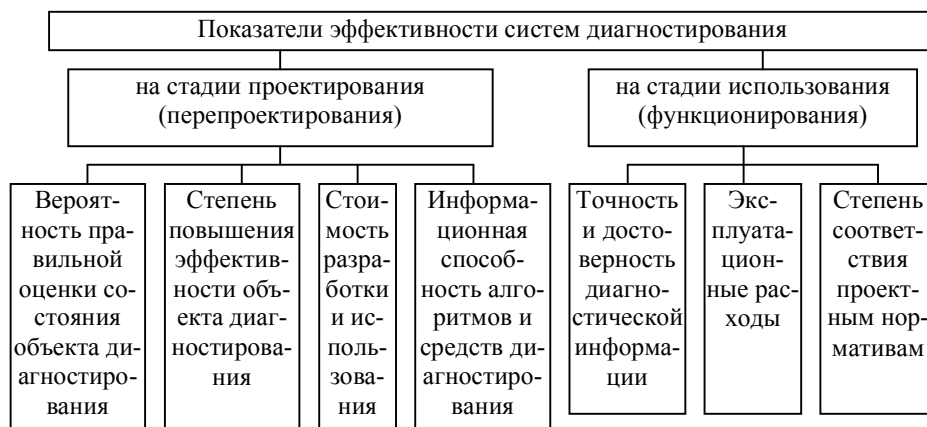 Показатели эффективности систем диагностирования
на стадии проектирования
(перепроектирования)
на стадии использования
(функционирования)
Вероят-
ность пра-
вильной
оценки со-
стояния
объекта ди-
агностиро-
вания
Степень
повышения
эффектив-
ности объ-
екта диаг-
ностирова-
ния
Стои-
мость
разра-
ботки
и ис-
поль-
зова-
ния
Информа-
ционная
способ-
ность алго-
ритмов и
средств ди-
агностиро-
вания
Точность
и досто-
верность
диагно-
стической
информа-
ции
Экс-
плуата-
цион-
ные рас-
ходы
Степень
соответ-
ствия
проект-
ным нор-
мативам